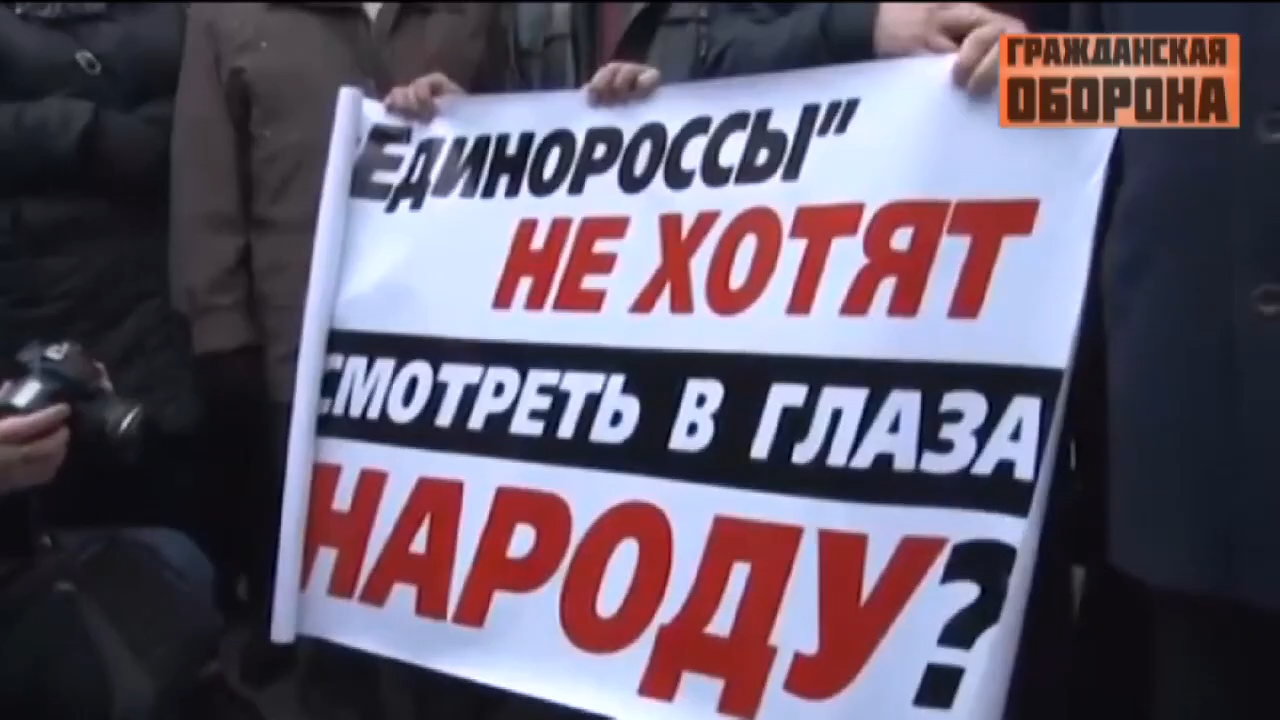 ГРАЖДАНСКАЯ
ОБОРОНА
"ЕДИНОРОССЫ"
НЕ ХОТЯТ
СМОТРЕТЬ В ГЛАЗА
НАРОДУ?